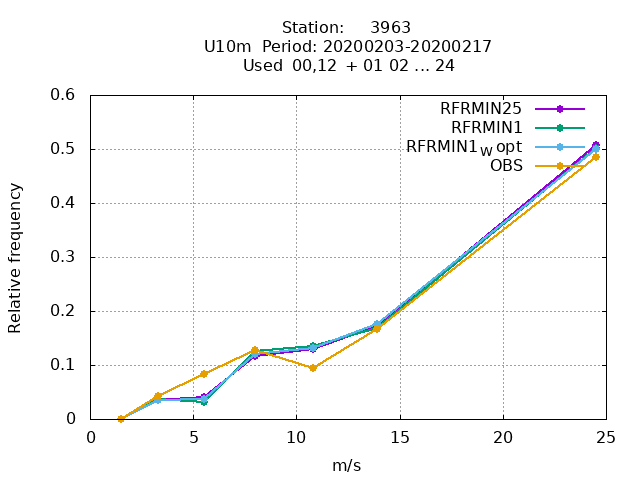 Station: 3963
U10m Period: 20200203-20200217
Used 00,12 + 01 02 ... 24
RFRMIN25
RFRMIN1
RFRMIN1W opt
OBS
Relative frequency
0.6
0.5
0.4
0.3
0.2
0.1
0
0 5 10 15 20 25
m/s